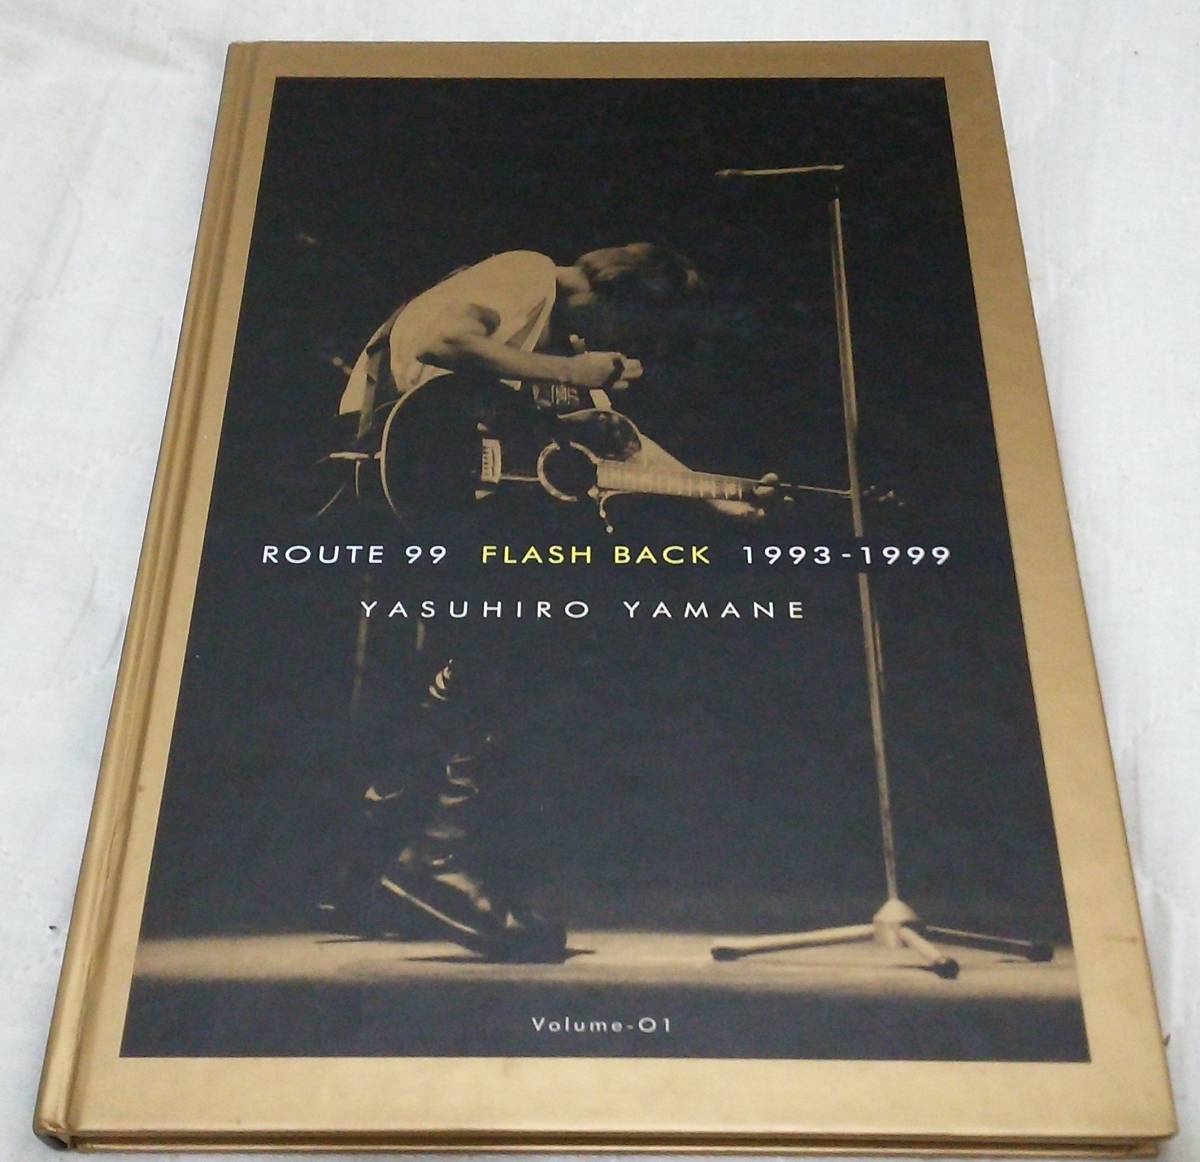 ROUTE 99 FLASH BACK 1993-1999
YASUHIRO YAMANE
Volume-01